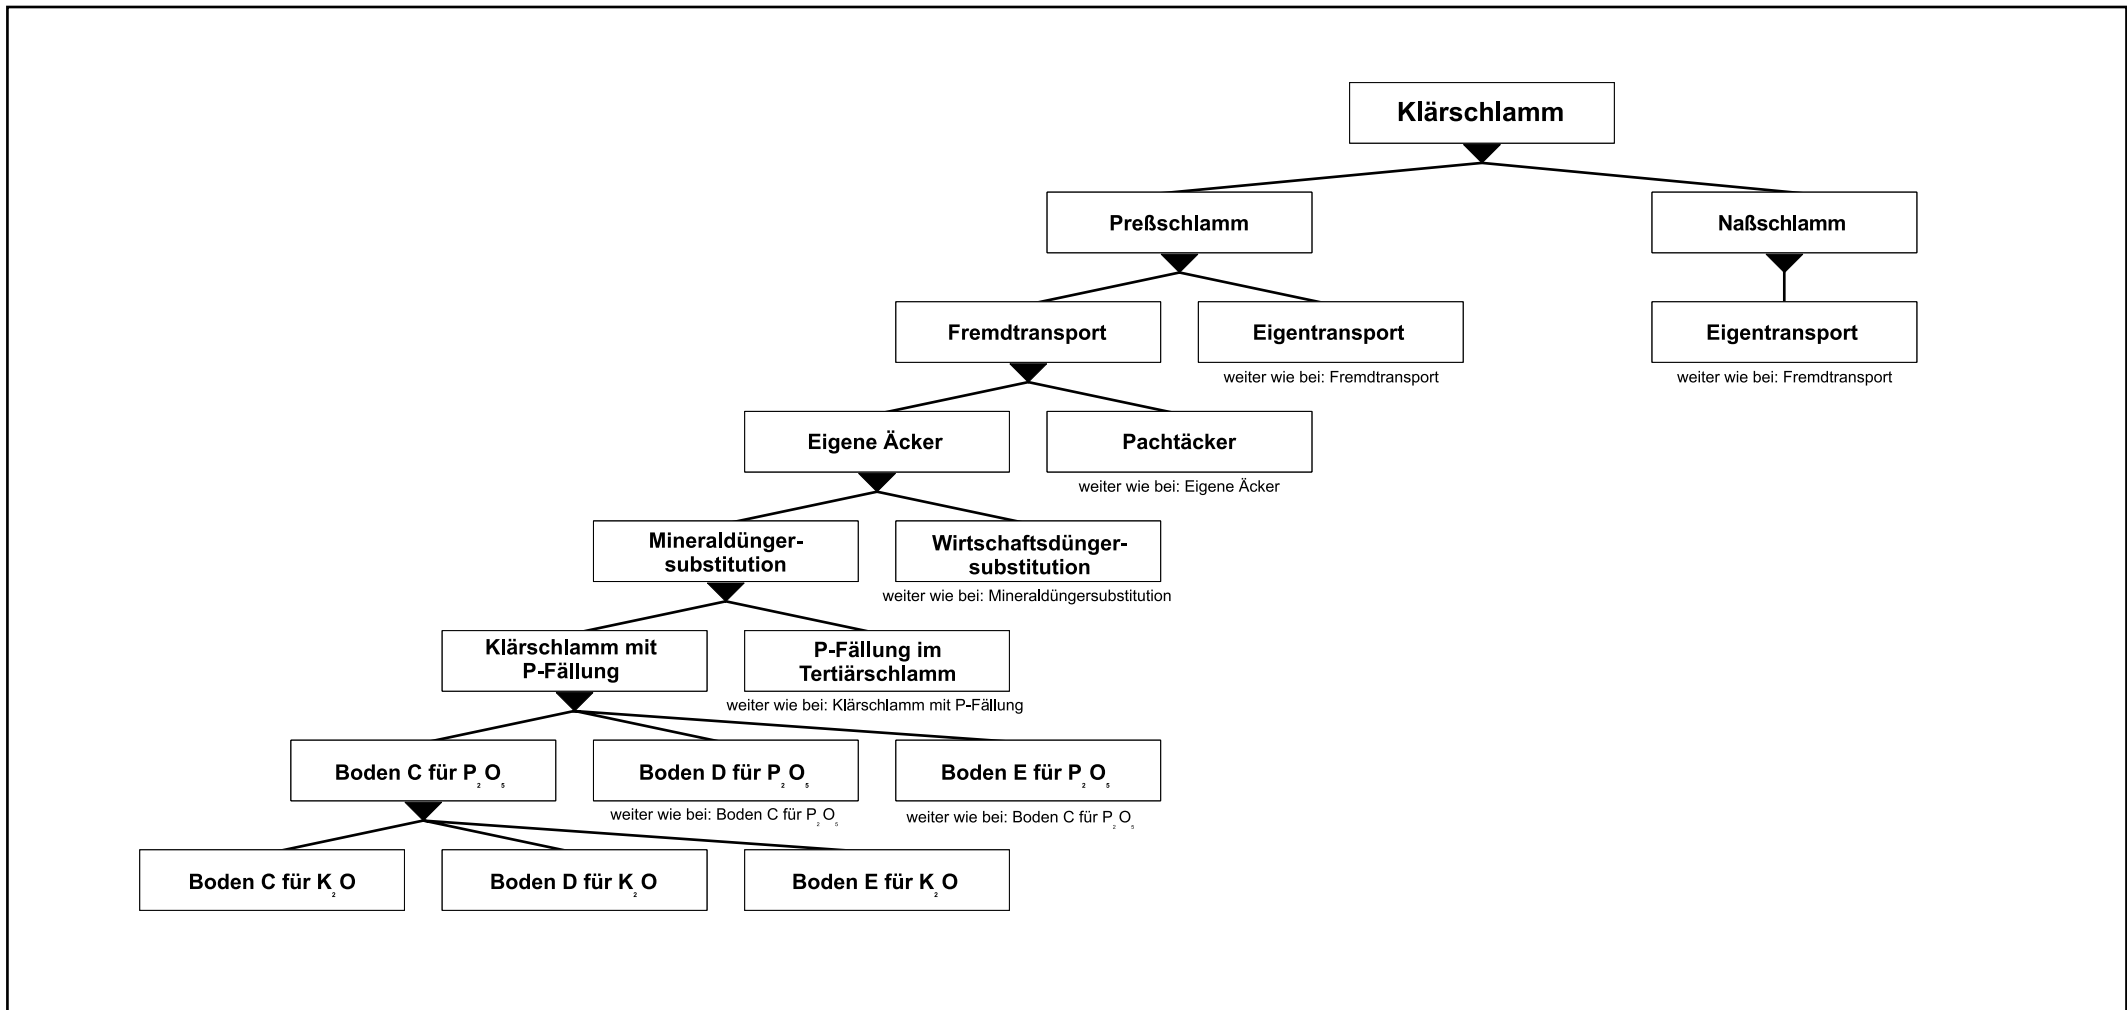 Klärschlamm
Preßschlamm
Naßschlamm
Fremdtransport
Eigentransport
Eigentransport
weiter wie bei: Fremdtransport
weiter wie bei: Fremdtransport
Eigene Äcker
Pachtäcker
weiter wie bei: Eigene Äcker
Mineraldünger-
substitution
Wirtschaftsdünger-
substitution
weiter wie bei: Mineraldüngersubstitution
Klärschlamm mit
P-Fällung
P-Fällung im
Tertiärschlamm
weiter wie bei: Klärschlamm mit P-Fällung
Boden C für P₂O₅
Boden D für P₂O₅
Boden E für P₂O₅
weiter wie bei: Boden C für P₂O₅
weiter wie bei: Boden C für P₂O₅
Boden C für K₂O
Boden D für K₂O
Boden E für K₂O